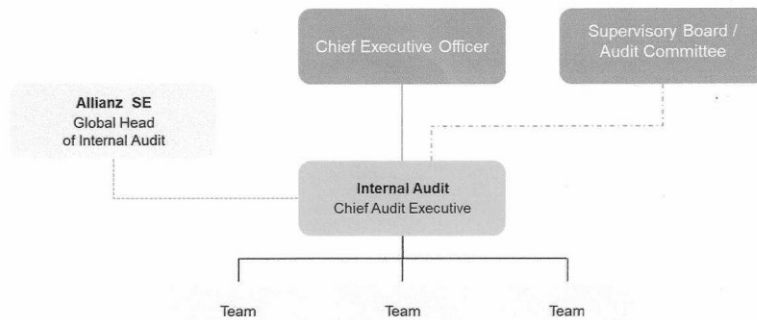 Chief Executive Officer
Supervisory Board /
Audit Committee
Allianz SE
Global Head
of Internal Audit
Internal Audit
Chief Audit Executive
Team
Team
Team